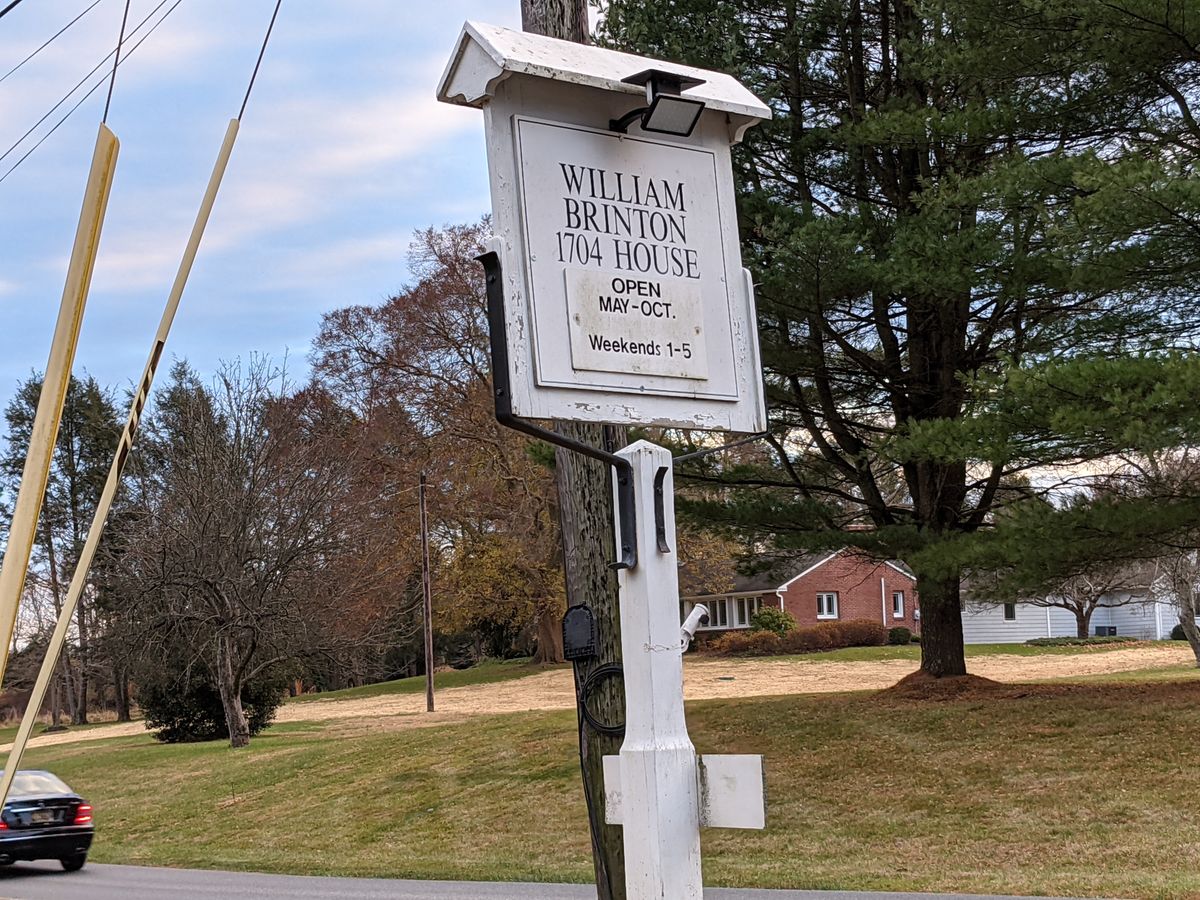 WILLIAM
BRINTON
1704 HOUSE
OPEN
MAY-OCT.
Weekends 1-5